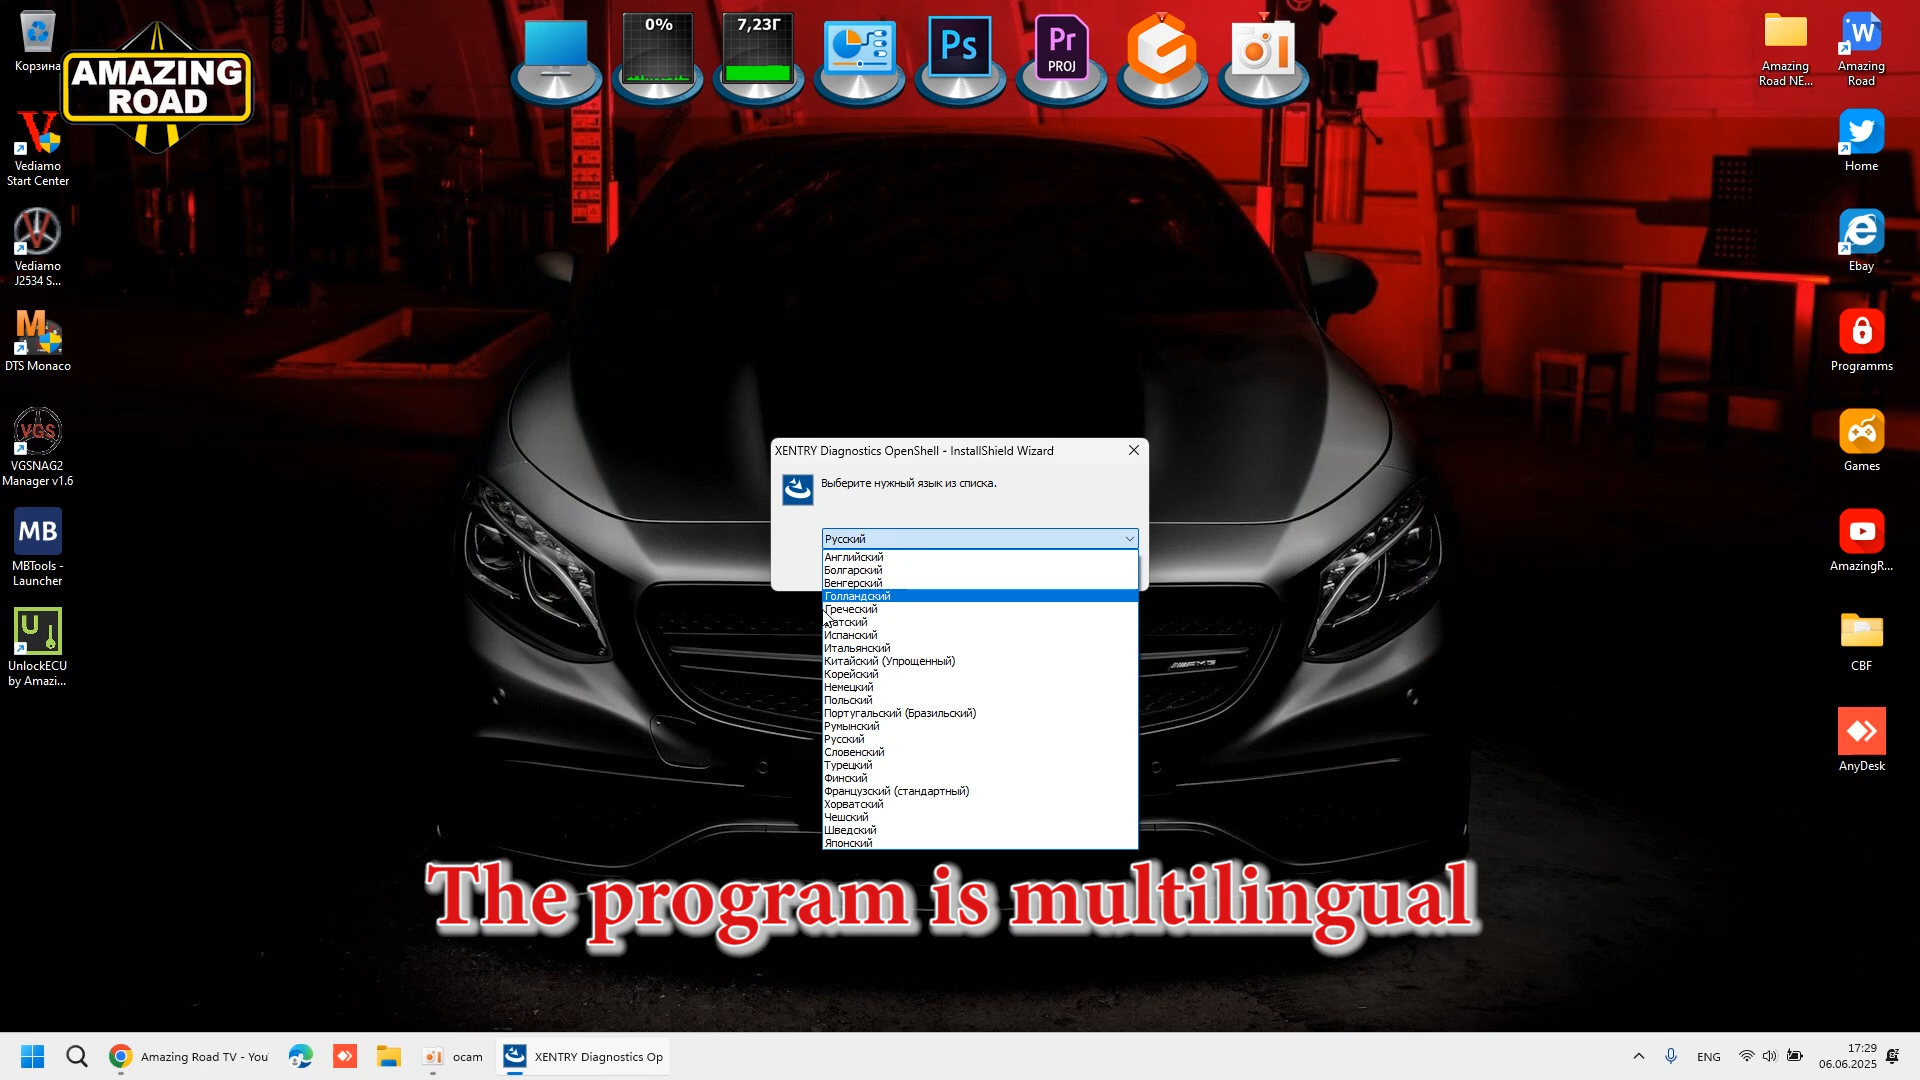 Корзина
AMAZING
ROAD
Vediamo
Start Center
Vediamo
J2534 S...
M
DTS Monaco
VGS
VGSNAG2
Manager v1.6
MB
MBTools -
Launcher
U
UnlockECU
by Amazi...
0%
7,23Г
Ps
Pr
PROJ
Amazing
Road NE...
W
Amazing
Road
Home
Ebay
Programms
Games
AmazingR...
CBF
AnyDesk
XENTRY Diagnostics OpenShell - InstallShield Wizard
Выберите нужный язык из списка.
Русский
Английский
Болгарский
Венгерский
Голландский
Греческий
атский
Испанский
Итальянский
Китайский (Упрощенный)
Корейский
Немецкий
Польский
Португальский (Бразильский)
Румынский
Русский
Словенский
Турецкий
Финский
Французский (стандартный)
Хорватский
Чешский
Шведский
Японский
AMG
The program is multilingual
Amazing Road TV - You
ocam
XENTRY Diagnostics Op
ENG
17:29
06.06.2025